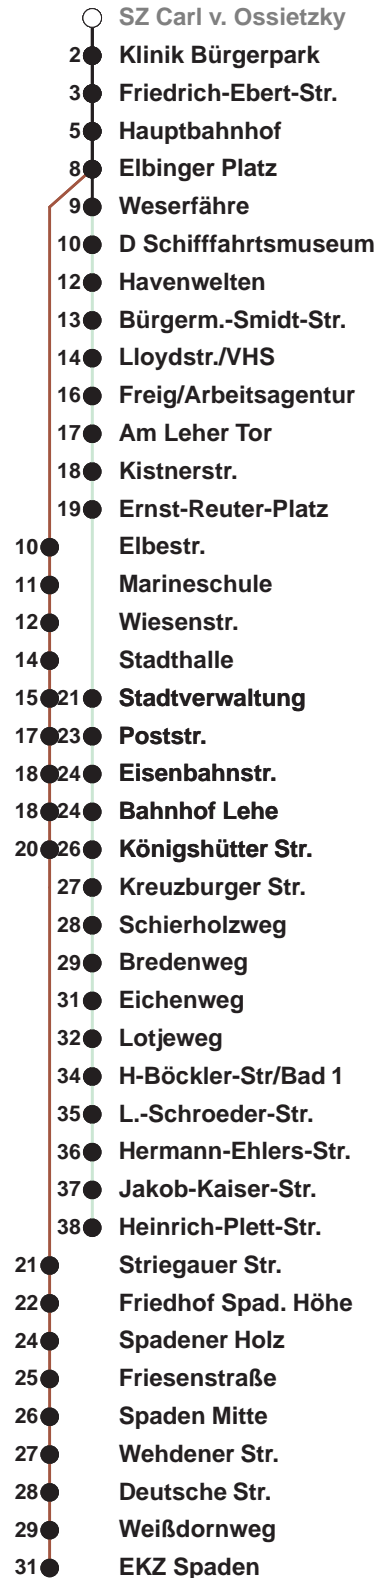 SZ Carl v. Ossietzky
2 Klinik Bürgerpark
3 Friedrich-Ebert-Str.
5 Hauptbahnhof
8 Elbinger Platz
9 Weserfähre
10 D Schifffahrtsmuseum
12 Havenwelten
13 Bürgerm.-Smidt-Str.
14 Lloydstr./VHS
16 Freig/Arbeitsagentur
17 Am Leher Tor
18 Kistnerstr.
19 Ernst-Reuter-Platz
10 Elbestr.
11 Marineschule
12 Wiesenstr.
14 Stadthalle
15 21 Stadtverwaltung
17 23 Poststr.
18 24 Eisenbahnstr.
18 24 Bahnhof Lehe
20 26 Königshütter Str.
27 Kreuzburger Str.
28 Schierholzweg
29 Bredenweg
31 Eichenweg
32 Lotjeweg
34 H-Böckler-Str/Bad 1
35 L.-Schroeder-Str.
36 Hermann-Ehlers-Str.
37 Jakob-Kaiser-Str.
38 Heinrich-Plett-Str.
21 Striegauer Str.
22 Friedhof Spad. Höhe
24 Spadener Holz
25 Friesenstraße
26 Spaden Mitte
27 Wehdener Str.
28 Deutsche Str.
29 Weißdornweg
31 EKZ Spaden